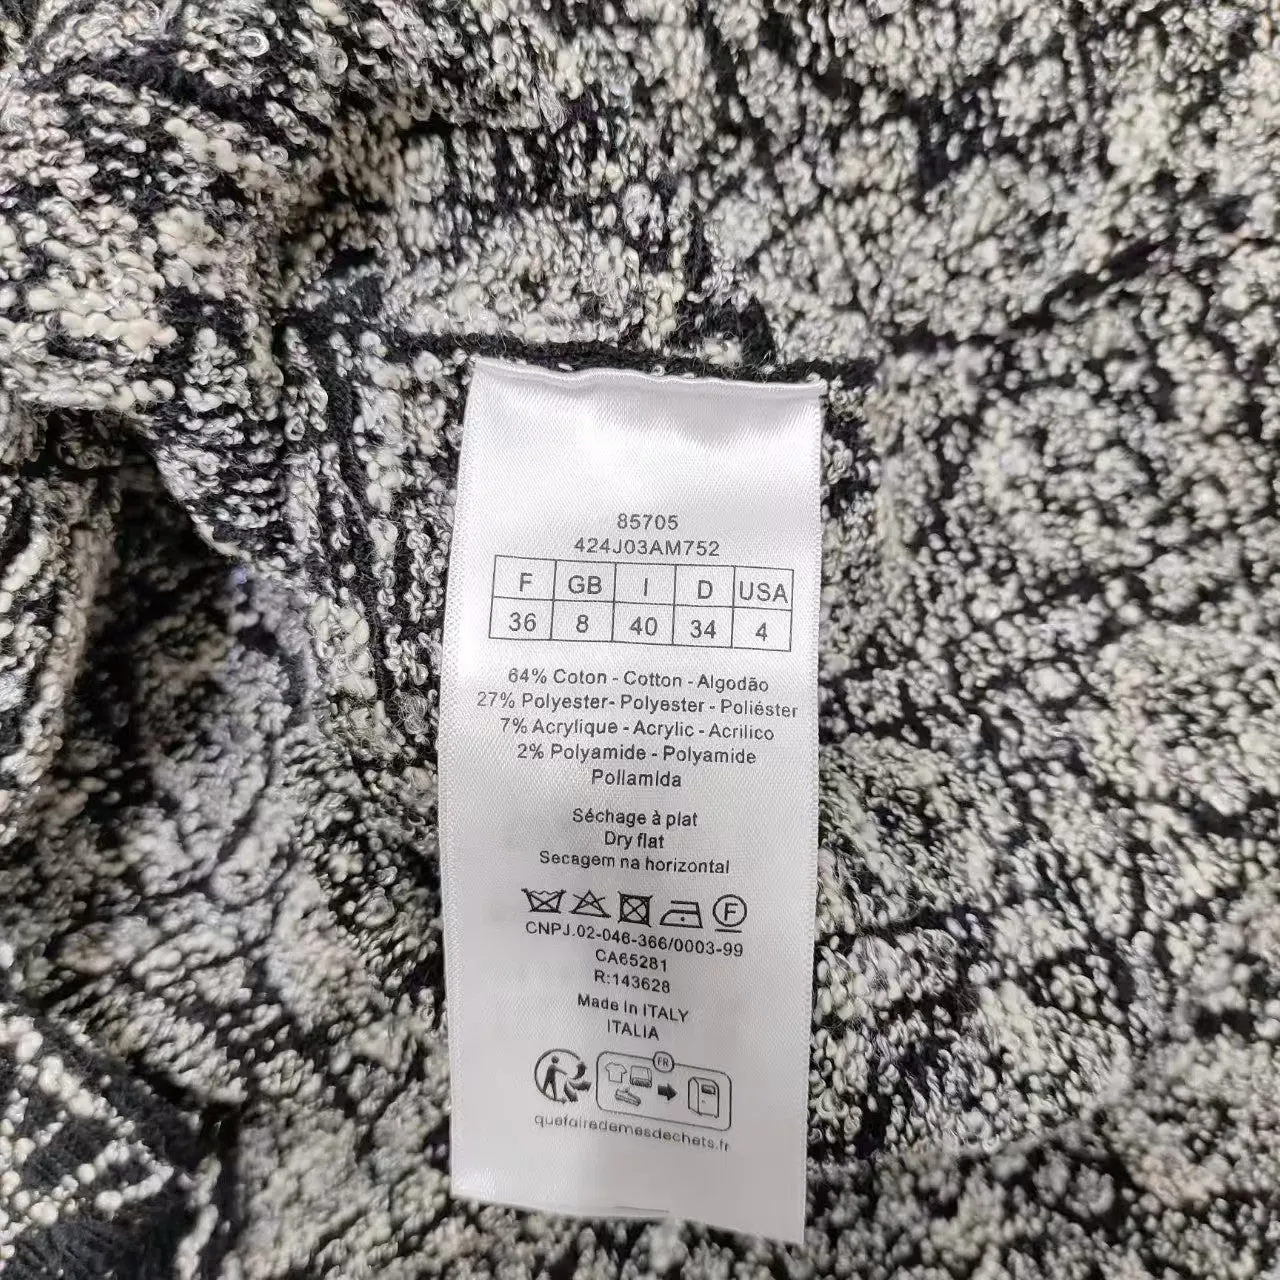 85705
424J03AM752
F GB I D USA
36 8 40 34 4
64% Coton - Cotton - Algodão
27% Polyester- Polyester - Poliéster
7% Acrylique - Acrylic - Acrilico
2% Polyamide - Polyamide
Poliamida
Séchage à plat
Dry flat
Secagem na horizontal
F
CNPJ.02-046-366/0003-99
CA65281
R:143628
Made in ITALY
ITALIA
FR
quefairedemesdechets.fr